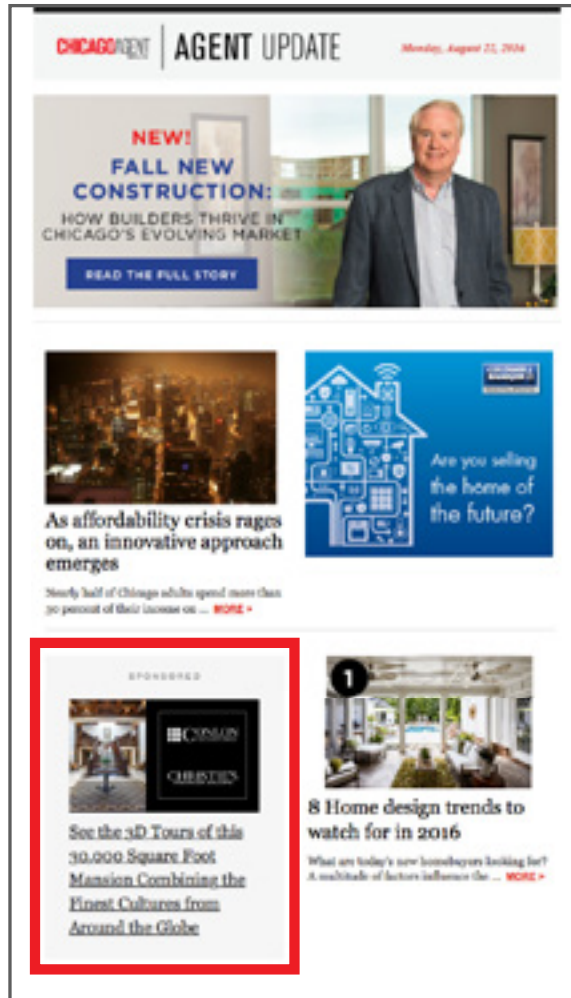 CHICAGOAGENT | AGENT UPDATE
Monday, August 22, 2016
NEW!
FALL NEW
CONSTRUCTION:
HOW BUILDERS THRIVE IN
CHICAGO'S EVOLVING MARKET
READ THE FULL STORY
As affordability crisis rages
on, an innovative approach
emerges
Nearly half of Chicago adults spend more than
30 percent of their income on ... MORE >
Are you selling
the home of
the future?
SPONSORED
CONLON
CHRISTIE'S
See the 3D Tours of this
30,000 Square Foot
Mansion Combining the
Finest Cultures from
Around the Globe
1
8 Home design trends to
watch for in 2016
What are today's new homebuyers looking for?
A multitude of factors influence the ... MORE >